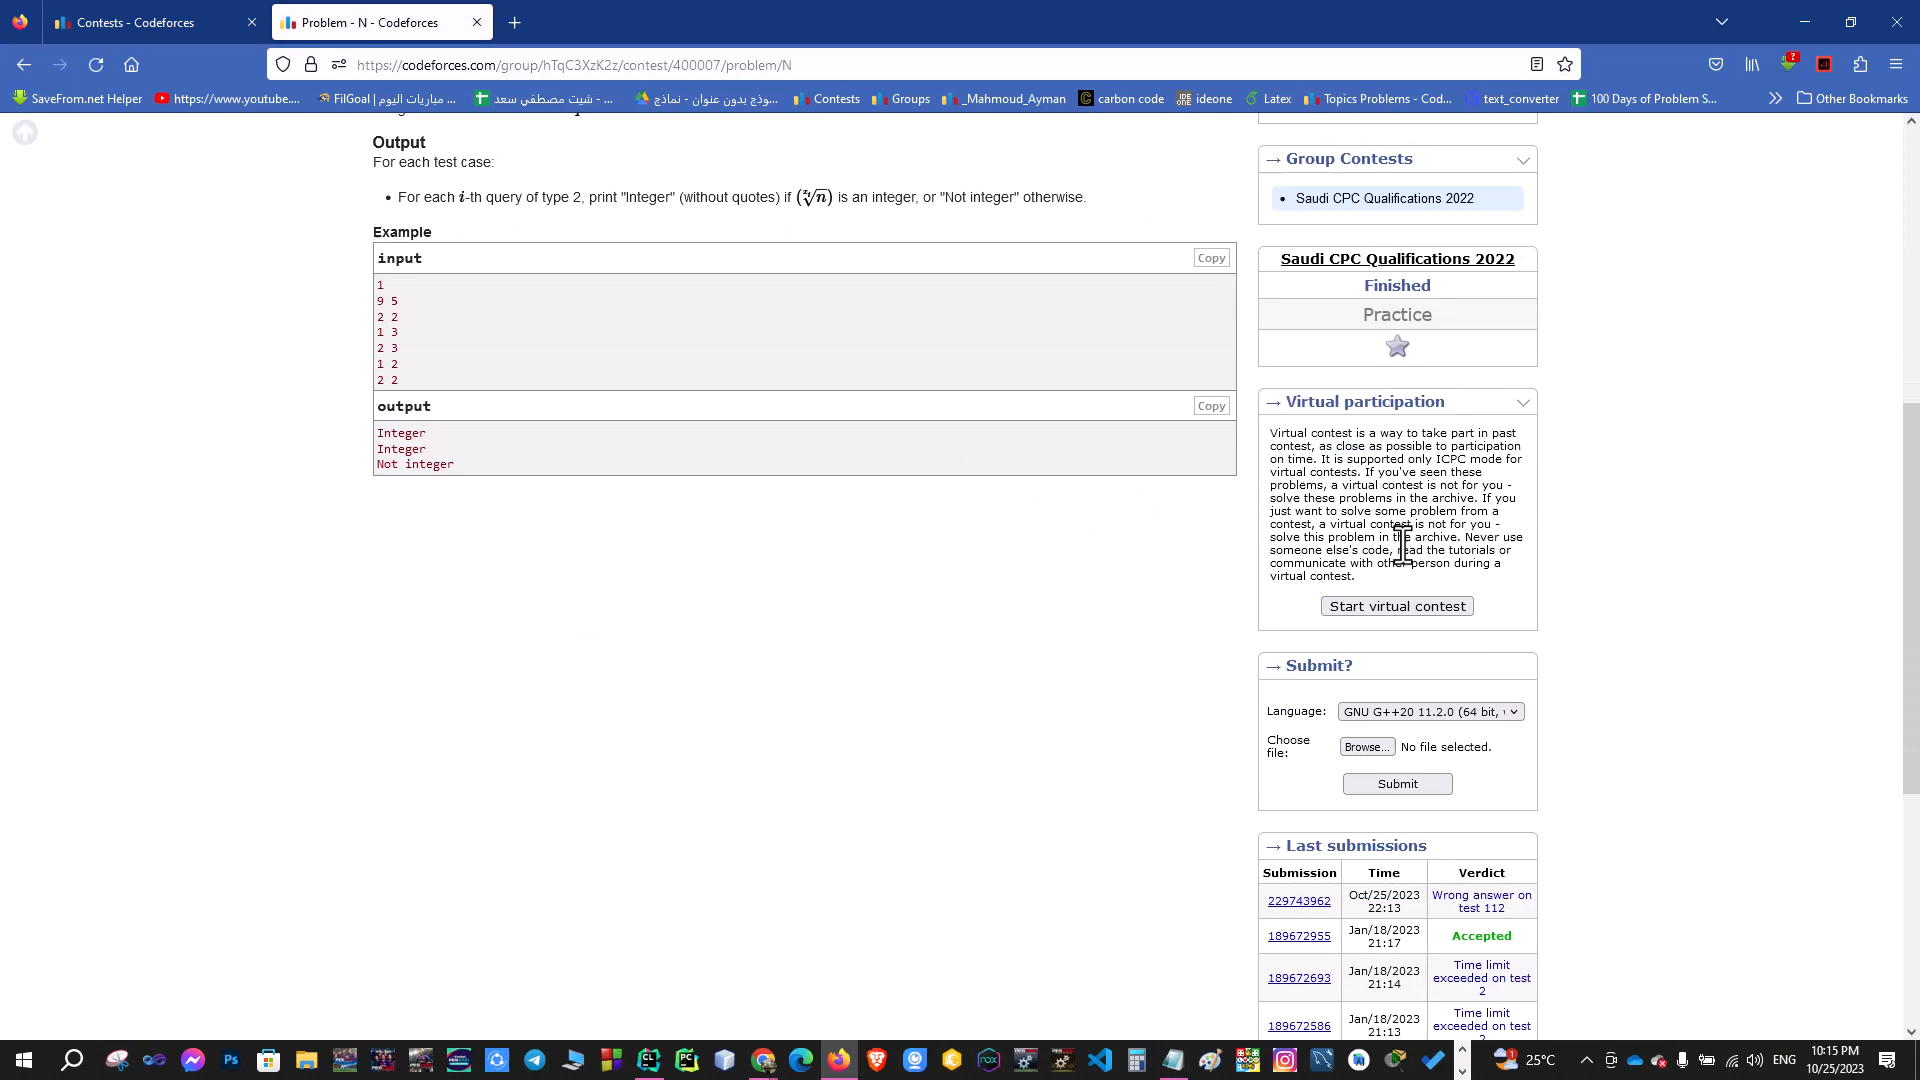 Contests - Codeforces
Problem - N - Codeforces
https://codeforces.com/group/hTqC3XzK2z/contest/400007/problem/N
SaveFrom.net Helper
https://www.youtube....
FilGoal | مباريات اليوم ...
شيت مصطفي سعد - ...
نموذج بدون عنوان - نماذج...
Contests
Groups
_Mahmoud_Ayman
carbon code
ideone
Latex
Topics Problems - Cod...
text_converter
100 Days of Problem S...
Other Bookmarks
Output
For each test case:
• For each i-th query of type 2, print "Integer" (without quotes) if is an integer, or "Not integer" otherwise.
Example
input
Copy
1
9 5
2 2
1 3
2 3
1 2
2 2
output
Copy
Integer
Integer
Not integer
→ Group Contests
• Saudi CPC Qualifications 2022
Saudi CPC Qualifications 2022
Finished
Practice
→ Virtual participation
Virtual contest is a way to take part in past
contest, as close as possible to participation
on time. It is supported only ICPC mode for
virtual contests. If you've seen these
problems, a virtual contest is not for you -
solve these problems in the archive. If you
just want to solve some problem from a
contest, a virtual contest is not for you -
solve this problem in the archive. Never use
someone else's code, read the tutorials or
communicate with other person during a
virtual contest.
Start virtual contest
→ Submit?
Language:
GNU G++20 11.2.0 (64 bit,
Choose
file:
Browse...
No file selected.
Submit
→ Last submissions
Submission Time Verdict
229743962
Oct/25/2023
22:13
Wrong answer on
test 112
189672955
Jan/18/2023
21:17
Accepted
189672693
Jan/18/2023
21:14
Time limit
exceeded on test
2
189672586
Jan/18/2023
21:13
Time limit
exceeded on test
25°C
ENG
10:15 PM
10/25/2023